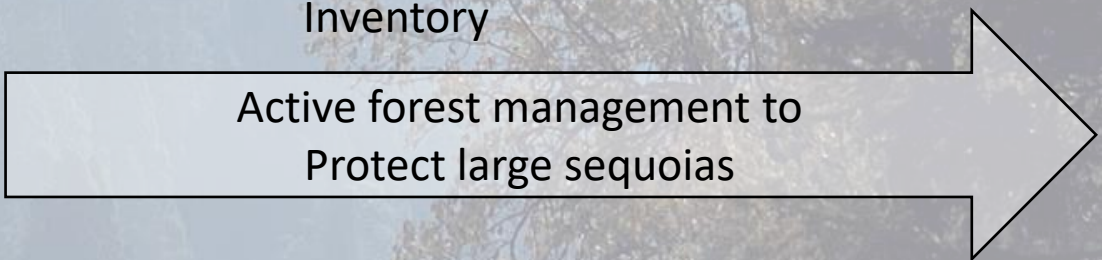 Inventory
Active forest management to
Protect large sequoias